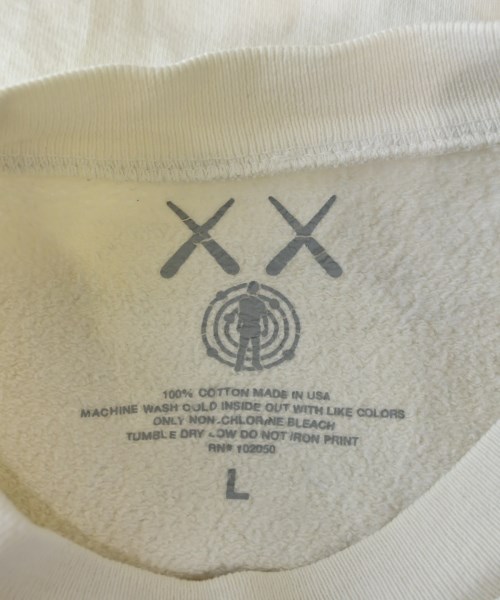 XX
100% COTTON MADE IN USA
MACHINE WASH COLD INSIDE OUT WITH LIKE COLORS
ONLY NON-CHLORINE BLEACH
TUMBLE DRY LOW DO NOT IRON PRINT
RN# 102050
L